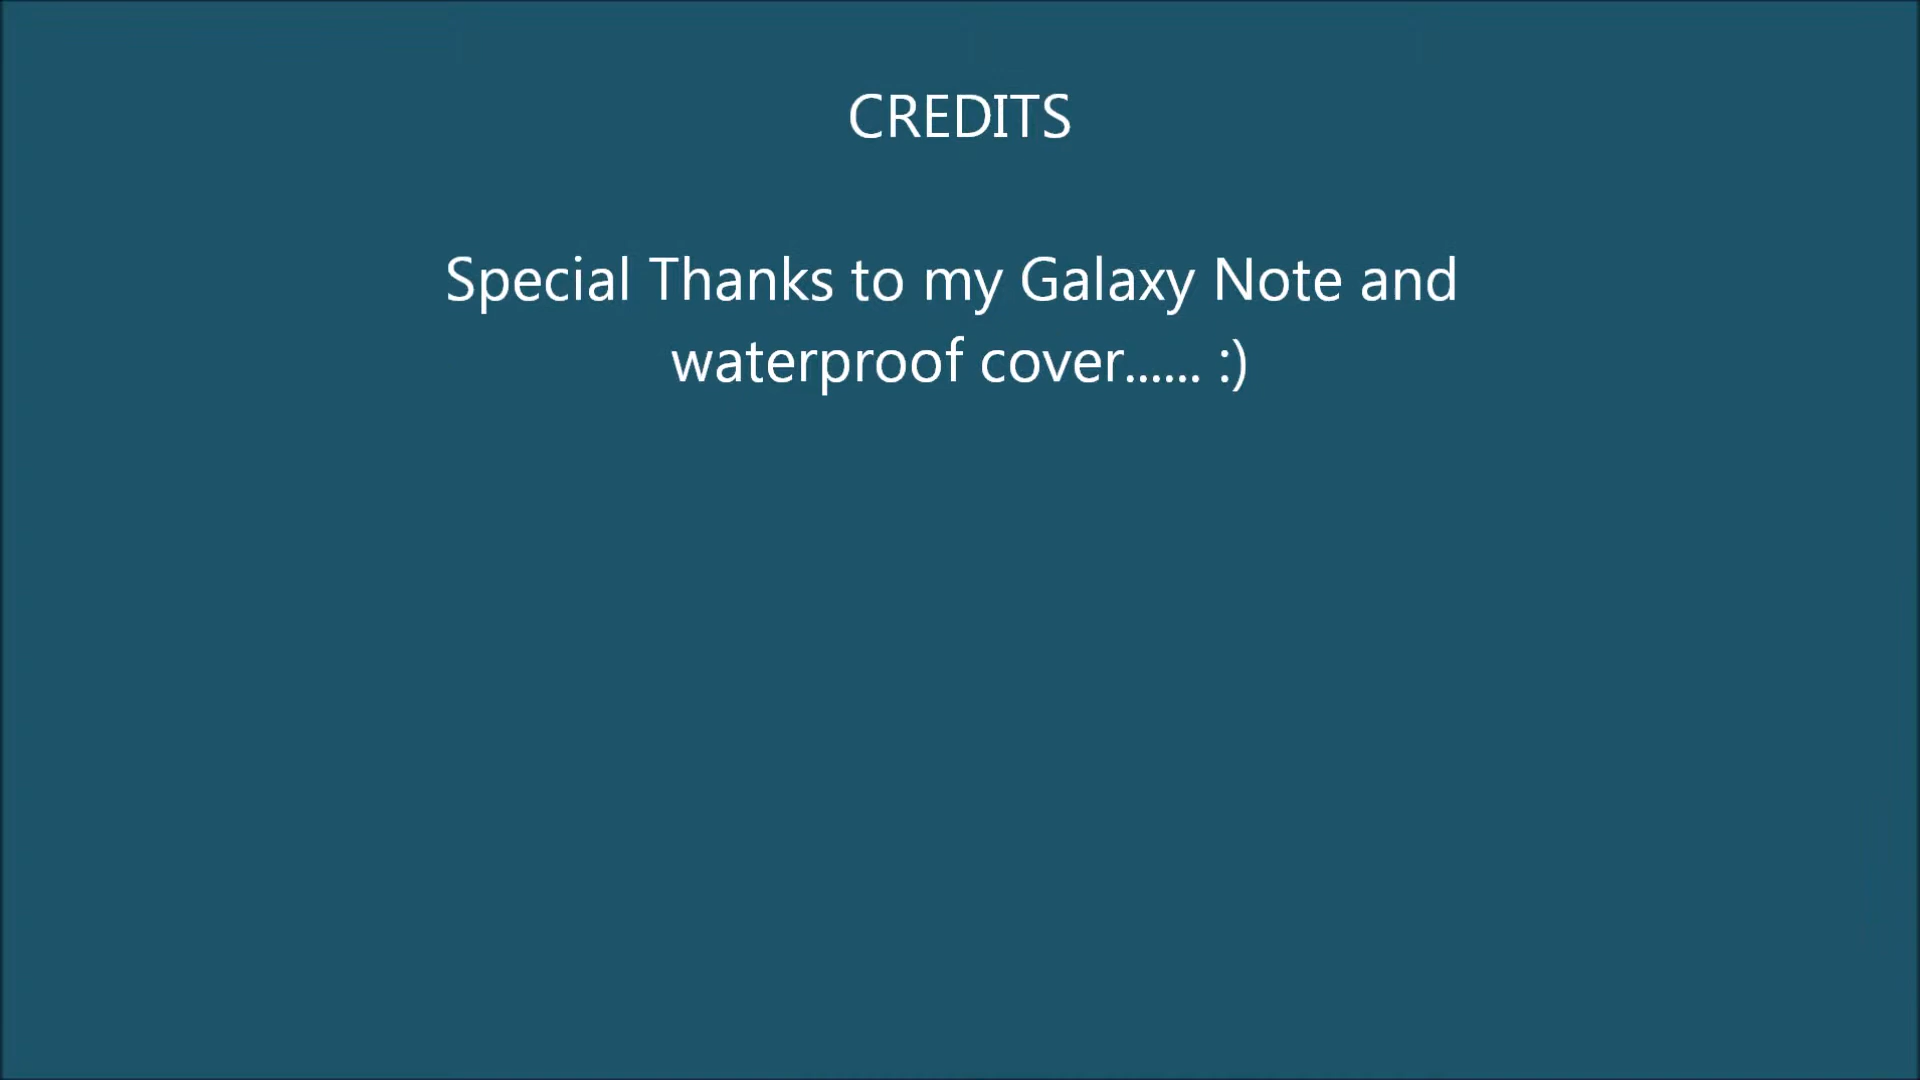 CREDITS
Special Thanks to my Galaxy Note and
waterproof cover...... :)